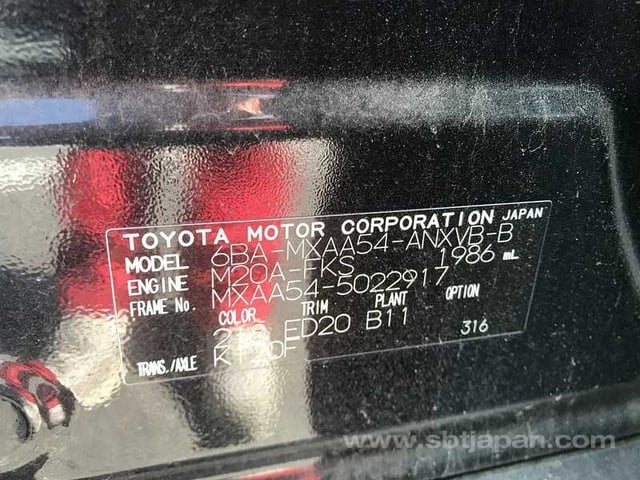 TOYOTA MOTOR CORPORATION JAPAN
MODEL 6BA-MXAA54-ANXVB-B
ENGINE M20A-FKS 1986 mL
FRAME No. MXAA54-5022917
COLOR TRIM PLANT OPTION
ED20 B11 316
TRANS./AXLE K120F
www.sbtjapan.com